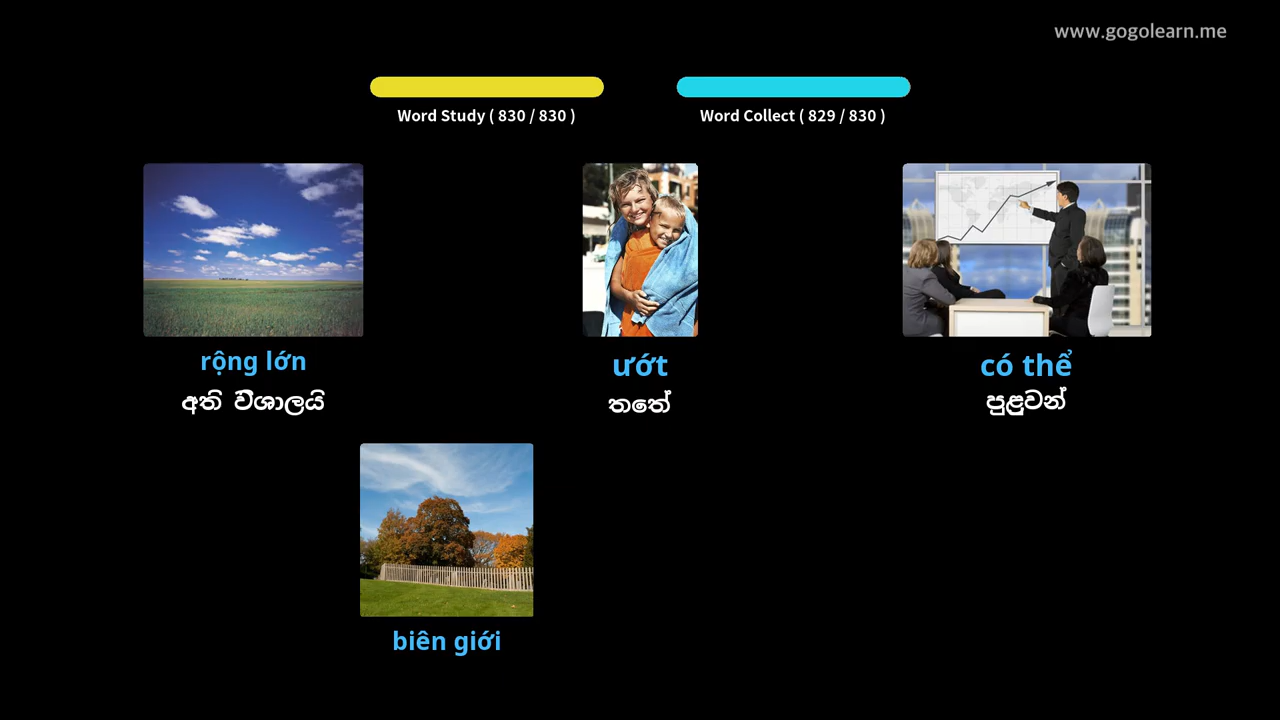 www.gogolearn.me
Word Study ( 830 / 830 )
Word Collect ( 829 / 830 )
rộng lớn
ướt
có thể
අති විශාලයි
තෙත්
පුළුවන්
biên giới